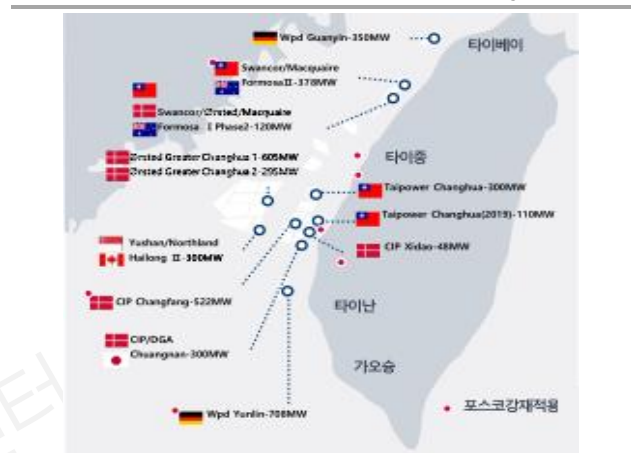 Wpd Guanyin-350MW
타이베이
Swancor/Macquaire
FormosaⅡ-378MW
Swancor/Ørsted/Macquaire
Formosa Ⅰ Phase2-120MW
Ørsted Greater Changhua 1-605MW
Ørsted Greater Changhua 2-295MW
타이중
Taipower Changhua-300MW
Taipower Changhua(2019)-110MW
Yushan/Northland
Hailong Ⅱ-300MW
CIP Xidao-48MW
CIP Changfang-522MW
타이난
CIP/DGA
Chuangnan-300MW
가오슝
Wpd Yunlin-708MW
포스코강재적용